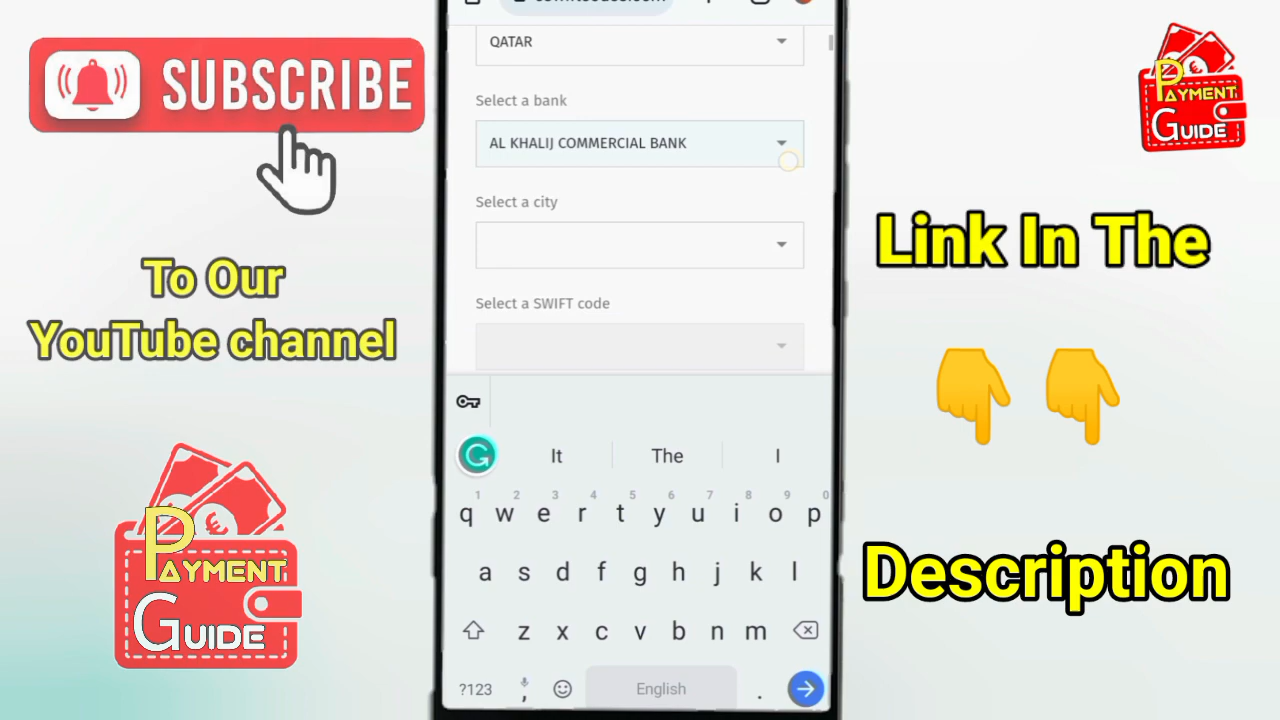 SUBSCRIBE
To Our
YouTube channel
PAYMENT
GUIDE
QATAR
Select a bank
AL KHALIJ COMMERCIAL BANK
Select a city
Select a SWIFT code
It The I
1 2 3 4 5 6 7 8 9 0
q w e r t y u i o p
a s d f g h j k l
z x c v b n m
?123 , English .
PAYMENT
GUIDE
Link In The
Description